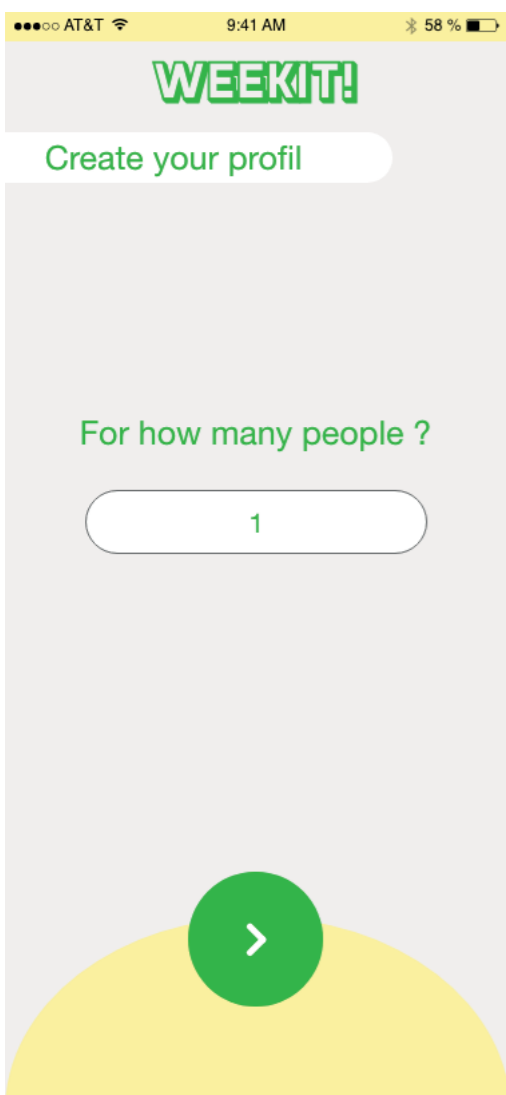 AT&T 9:41 AM 58 %
WEEKIT!
Create your profil
For how many people ?
1